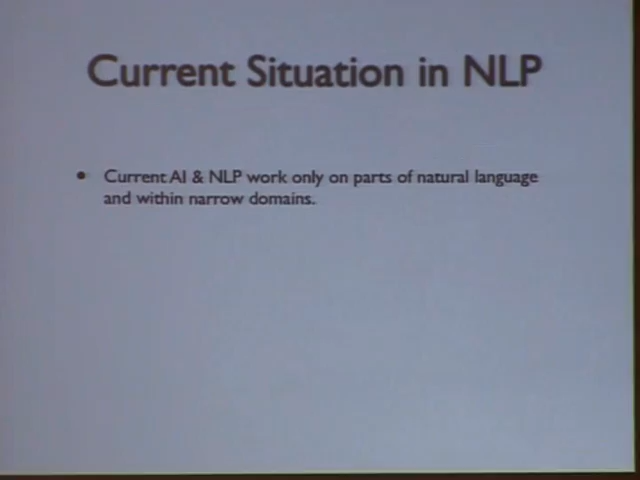 Current Situation in NLP
• Current AI & NLP work only on parts of natural language
and within narrow domains.